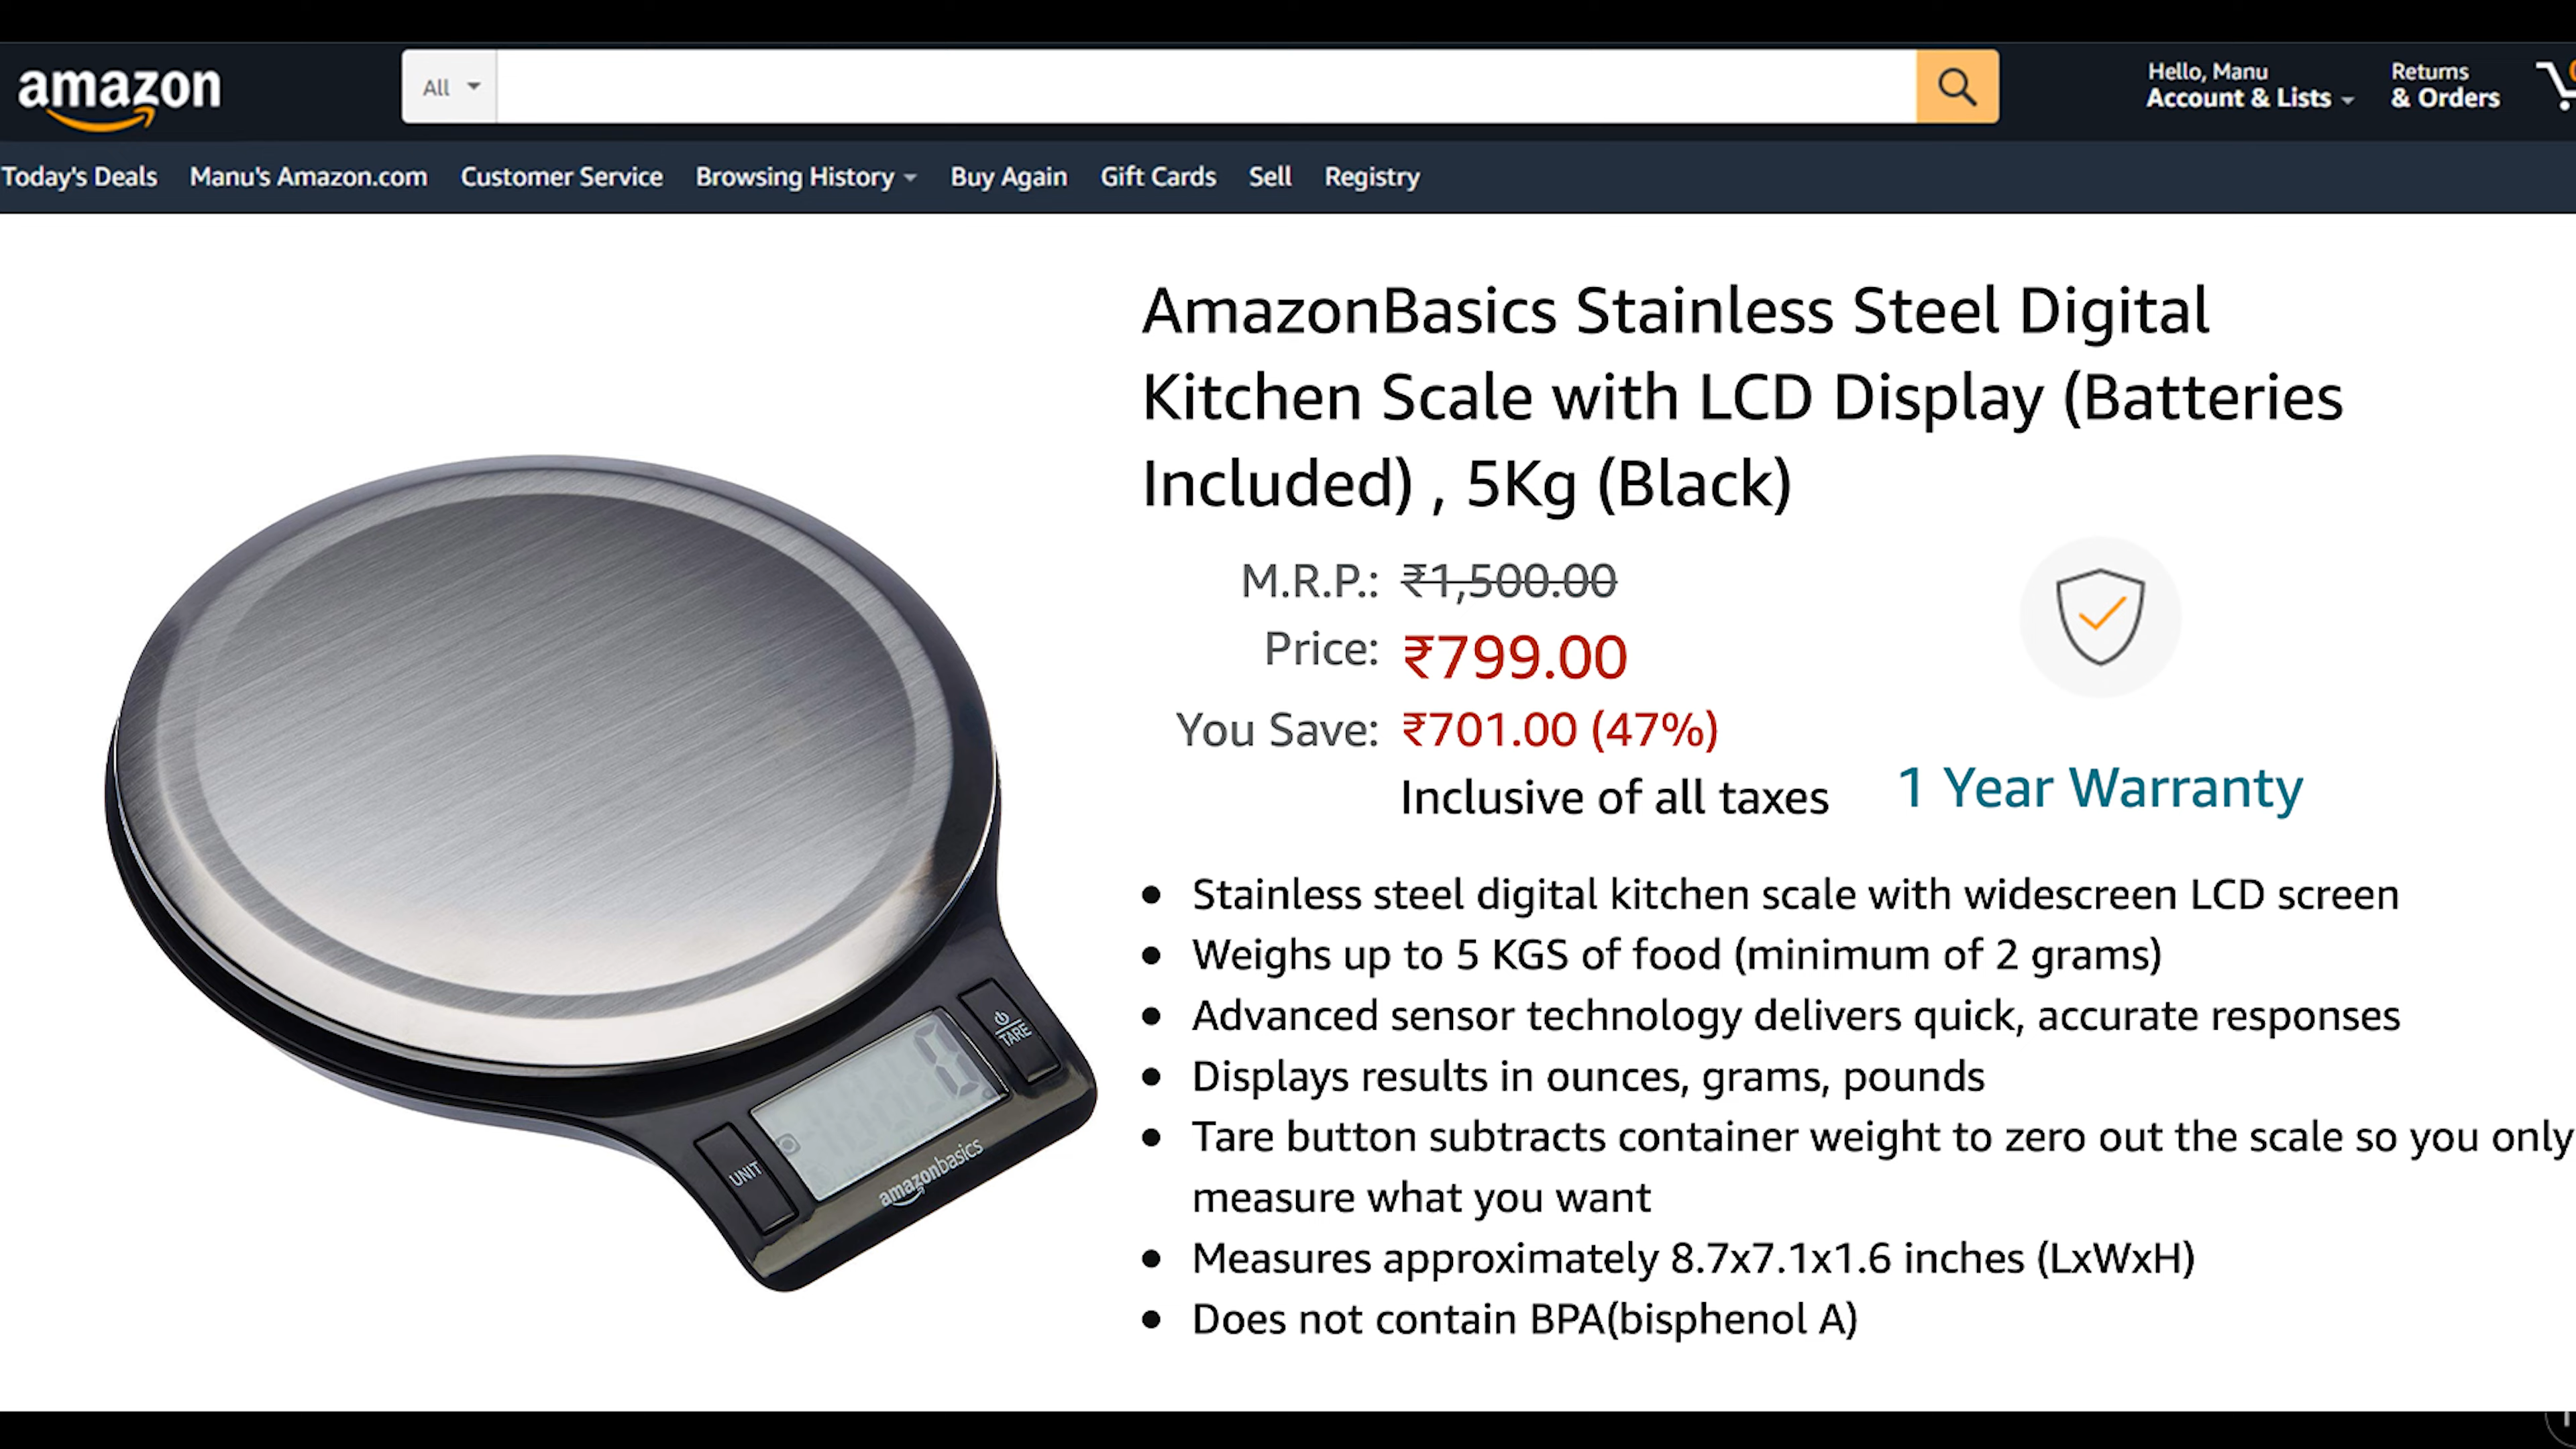 amazon
All
Hello, Manu
Account & Lists
Returns
& Orders
Today's Deals Manu's Amazon.com Customer Service Browsing History Buy Again Gift Cards Sell Registry
AmazonBasics Stainless Steel Digital
Kitchen Scale with LCD Display (Batteries
Included) , 5Kg (Black)
M.R.P.: ₹1,500.00
Price: ₹799.00
You Save: ₹701.00 (47%)
Inclusive of all taxes
1 Year Warranty
• Stainless steel digital kitchen scale with widescreen LCD screen
• Weighs up to 5 KGS of food (minimum of 2 grams)
• Advanced sensor technology delivers quick, accurate responses
• Displays results in ounces, grams, pounds
• Tare button subtracts container weight to zero out the scale so you only
measure what you want
• Measures approximately 8.7x7.1x1.6 inches (LxWxH)
• Does not contain BPA(bisphenol A)
TARE
0
UNIT
amazonbasics